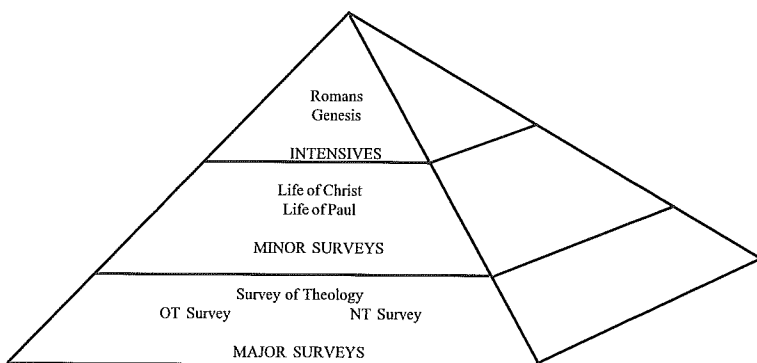 Romans
Genesis
INTENSIVES
Life of Christ
Life of Paul
MINOR SURVEYS
Survey of Theology
OT Survey NT Survey
MAJOR SURVEYS